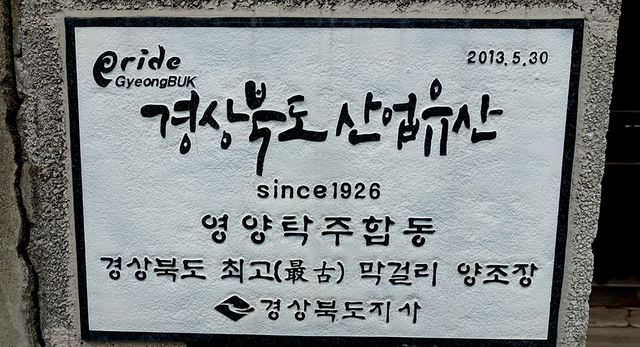 Pride
GyeongBUK
2013.5.30
경상북도 산업유산
since1926
영양탁주합동
경상북도 최고(最古) 막걸리 양조장
경상북도지사